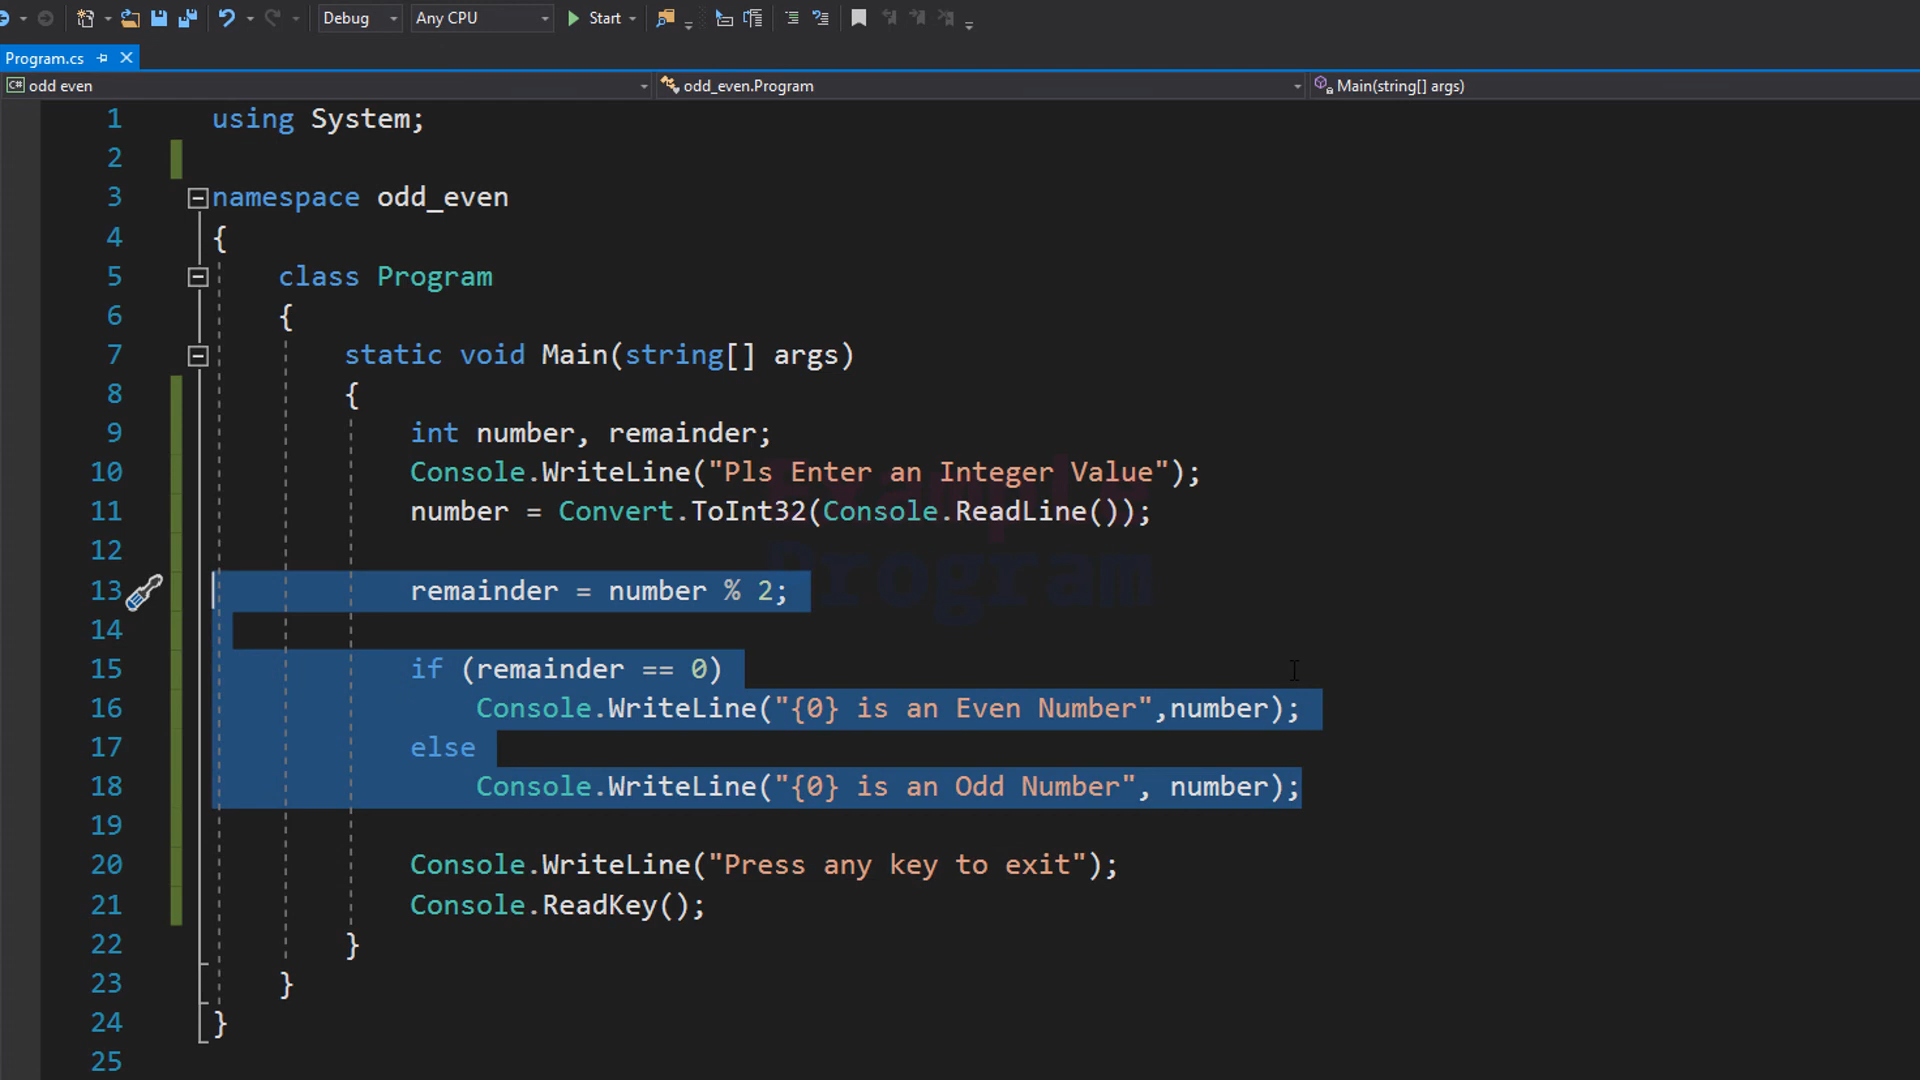 Debug Any CPU Start
Program.cs
C# odd even odd_even.Program Main(string[] args)
1 using System;
2
3 namespace odd_even
4 {
5 class Program
6 {
7 static void Main(string[] args)
8 {
9 int number, remainder;
10 Console.WriteLine("Pls Enter an Integer Value");
11 number = Convert.ToInt32(Console.ReadLine());
12
13 remainder = number % 2;
14
15 if (remainder == 0)
16 Console.WriteLine("{0} is an Even Number",number);
17 else
18 Console.WriteLine("{0} is an Odd Number", number);
19
20 Console.WriteLine("Press any key to exit");
21 Console.ReadKey();
22 }
23 }
24 }
25
Example
Program